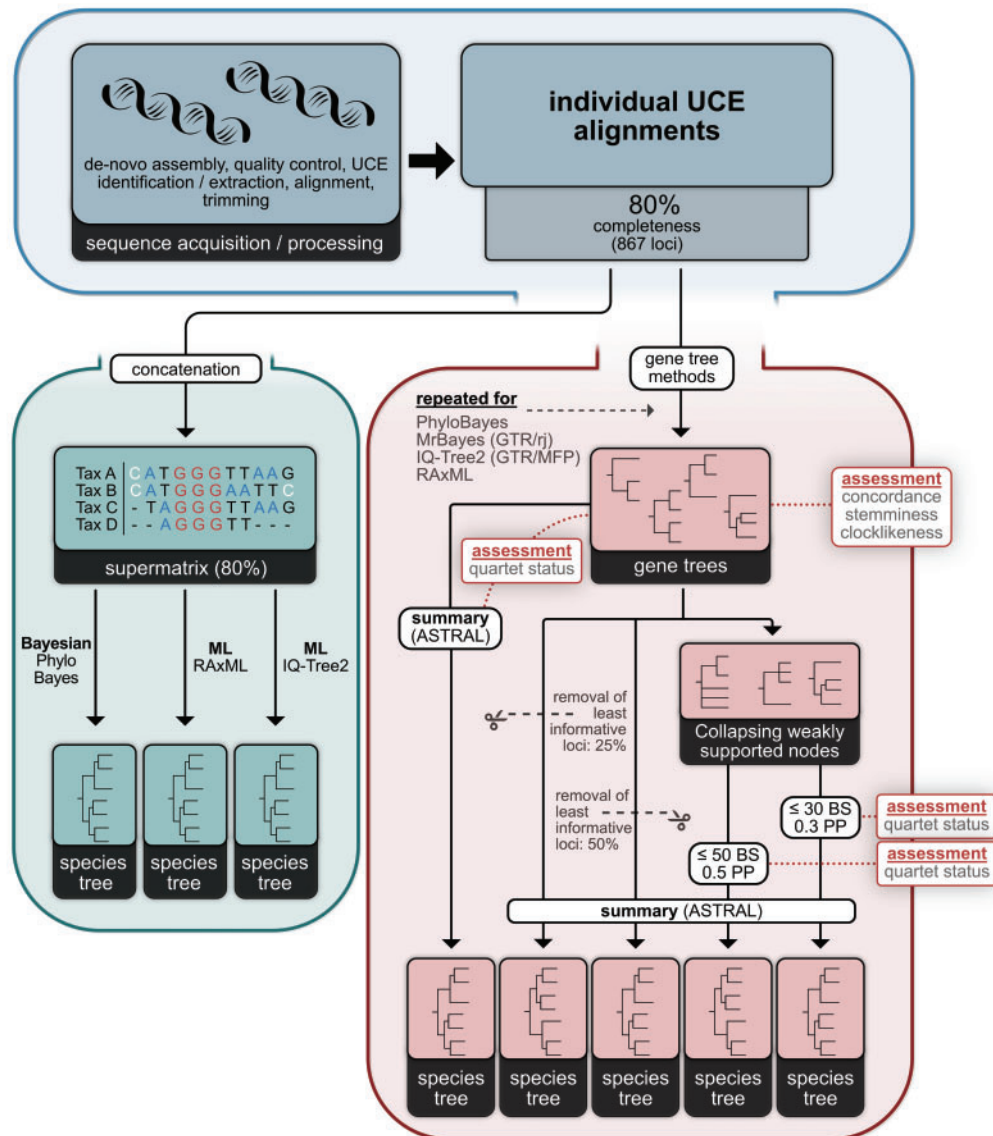 de-novo assembly, quality control, UCE
identification / extraction, alignment,
trimming
sequence acquisition / processing
individual UCE
alignments
80%
completeness
(867 loci)
concatenation
Tax A CATGGGTTAAG
Tax B CATGGGAATTC
Tax C -TAGGGTTAAG
Tax D --AGGGTT---
supermatrix (80%)
Bayesian
Phylo
Bayes
ML
RAxML
ML
IQ-Tree2
species
tree
species
tree
species
tree
gene tree
methods
repeated for
PhyloBayes
MrBayes (GTR/rj)
IQ-Tree2 (GTR/MFP)
RAxML
assessment
concordance
stemminess
clocklikeness
gene trees
assessment
quartet status
summary
(ASTRAL)
removal of
least
informative
loci: 25%
Collapsing weakly
supported nodes
removal of
least
informative
loci: 50%
≤ 30 BS
0.3 PP
assessment
quartet status
≤ 50 BS
0.5 PP
assessment
quartet status
summary (ASTRAL)
species
tree
species
tree
species
tree
species
tree
species
tree